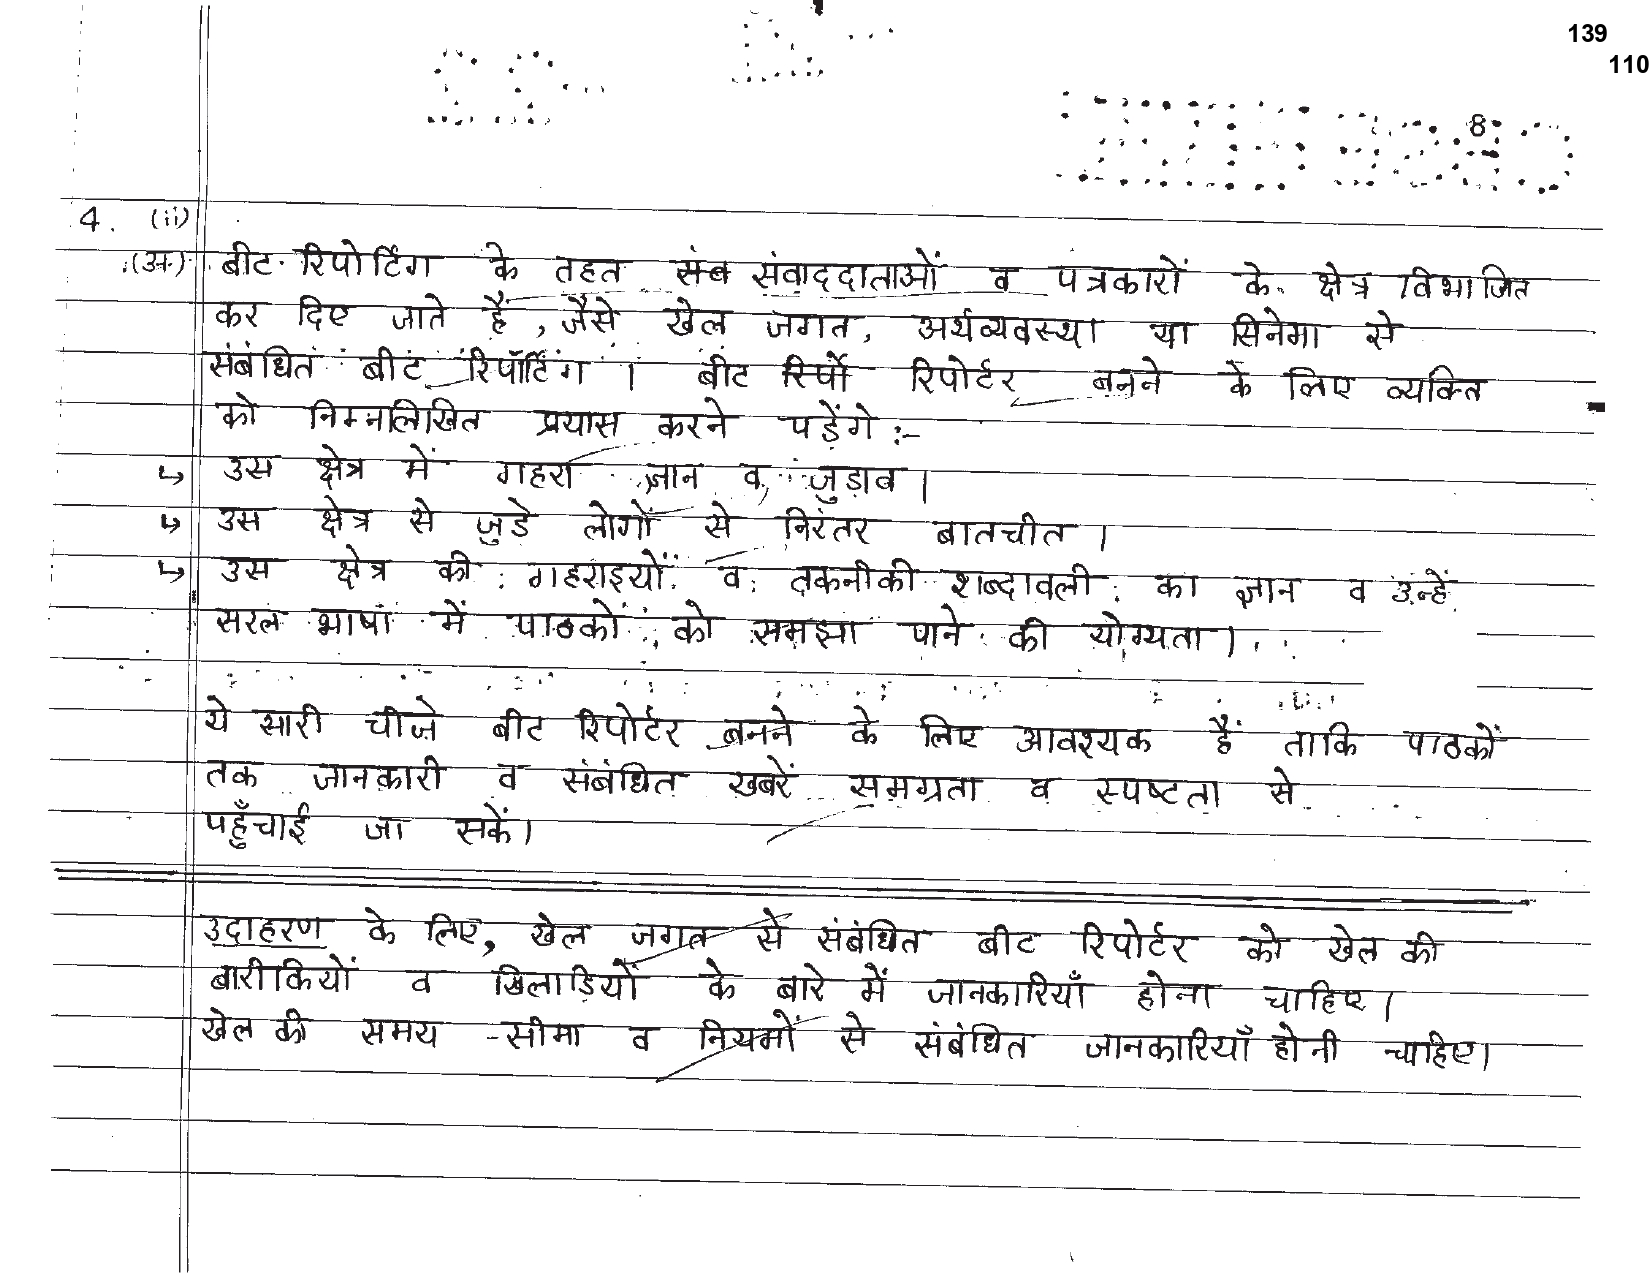 139
110
8
4. (ii)
(अ) बीट रिपोर्टिंग के तहत संब संवाददाताओं व पत्रकारों के क्षेत्र विभाजित
कर दिए जाते हैं, जैसे खेल जगत, अर्थव्यवस्था या सिनेमा से
संबंधित बीट रिपोर्टिंग। बीट रिर्पो रिपोर्टर बनने के लिए व्यक्ति
को निम्नलिखित प्रयास करने पड़ेंगे :-
↳ उस क्षेत्र में गहरा ज्ञान व जुड़ाव।
↳ उस क्षेत्र से जुडे लोगों से निरंतर बातचीत।
↳ उस क्षेत्र की गहराइयों व तकनीकी शब्दावली का ज्ञान व उन्हें
सरल भाषा में पाठकों को समझा पाने की योग्यता।
ये सारी चीजे बीट रिपोर्टर बनने के लिए आवश्यक हैं ताकि पाठकों
तक जानकारी व संबंधित खबरें समग्रता व स्पष्टता से
पहुँचाई जा सकें।
उदाहरण के लिए, खेल जगत से संबंधित बीट रिपोर्टर को खेल की
बारीकियों व खिलाड़ियों के बारे में जानकारियाँ होना चाहिए।
खेल की समय -सीमा व नियमों से संबंधित जानकारियाँ होनी चाहिए।